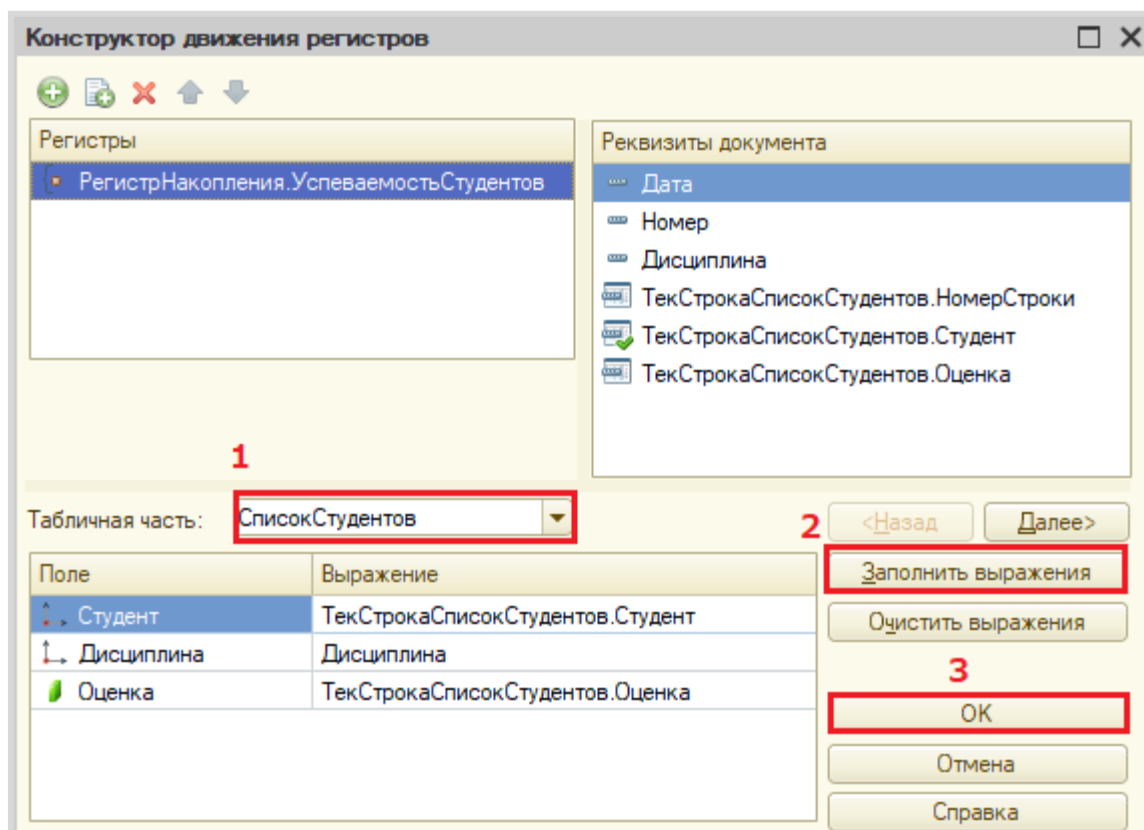 Конструктор движения регистров
Регистры
РегистрНакопления.УспеваемостьСтудентов
Реквизиты документа
Дата
Номер
Дисциплина
ТекСтрокаСписокСтудентов.НомерСтроки
ТекСтрокаСписокСтудентов.Студент
ТекСтрокаСписокСтудентов.Оценка
1
Табличная часть: СписокСтудентов
2 <Назад Далее>
Поле Выражение
Студент ТекСтрокаСписокСтудентов.Студент
Дисциплина Дисциплина
Оценка ТекСтрокаСписокСтудентов.Оценка
Заполнить выражения
Очистить выражения
3
ОК
Отмена
Справка